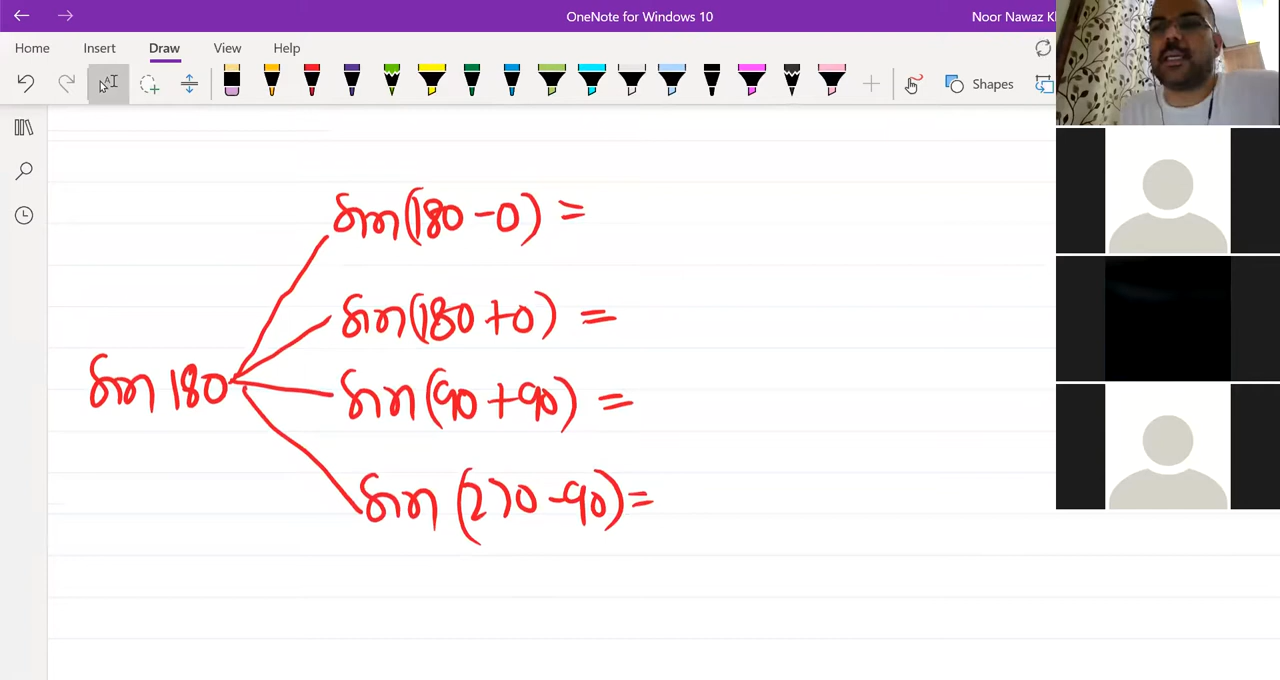 OneNote for Windows 10
Noor Nawaz Kh
Home Insert Draw View Help
Shapes
sin(180 - 0) =
sin(180 + 0) =
sin 180
sin(90 + 90) =
sin(270 - 90) =